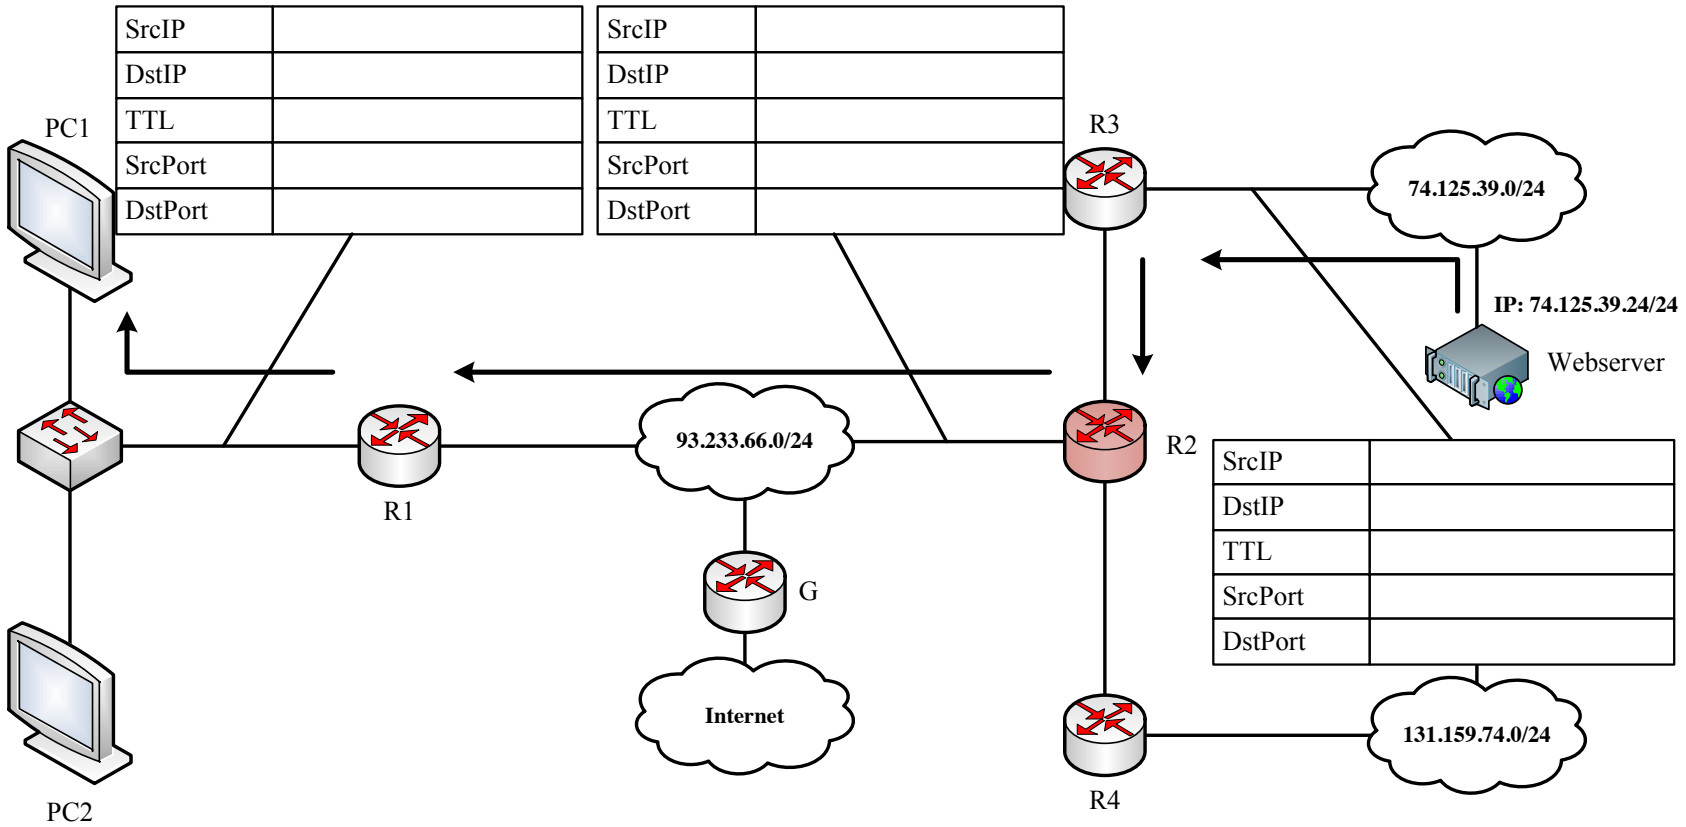 SrcIP
DstIP
TTL
SrcPort
DstPort
SrcIP
DstIP
TTL
SrcPort
DstPort
PC1
R3
74.125.39.0/24
IP: 74.125.39.24/24
Webserver
93.233.66.0/24
R2
R1
SrcIP
DstIP
TTL
SrcPort
DstPort
G
Internet
131.159.74.0/24
R4
PC2